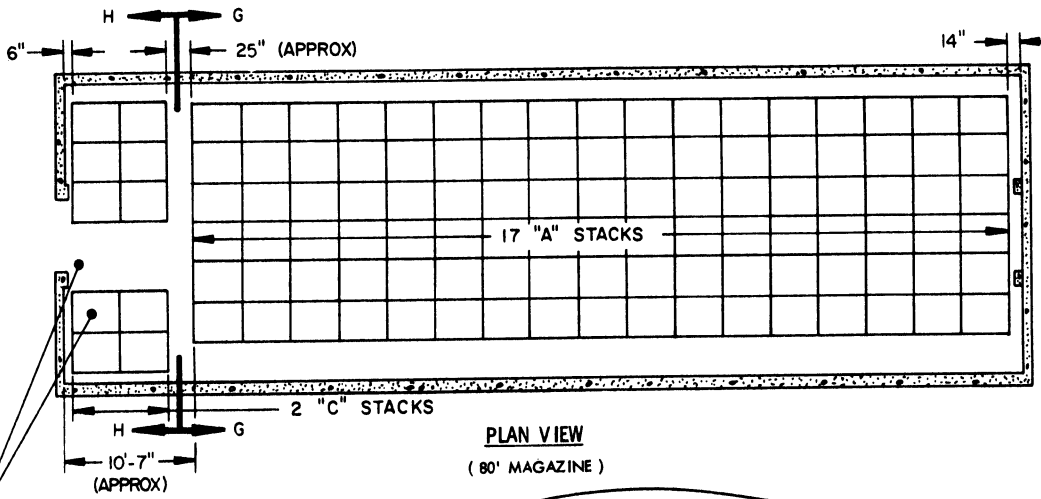 H G
6"
25" (APPROX)
14"
17 "A" STACKS
2 "C" STACKS
H G
10'-7"
(APPROX)
PLAN VIEW
( 80' MAGAZINE )